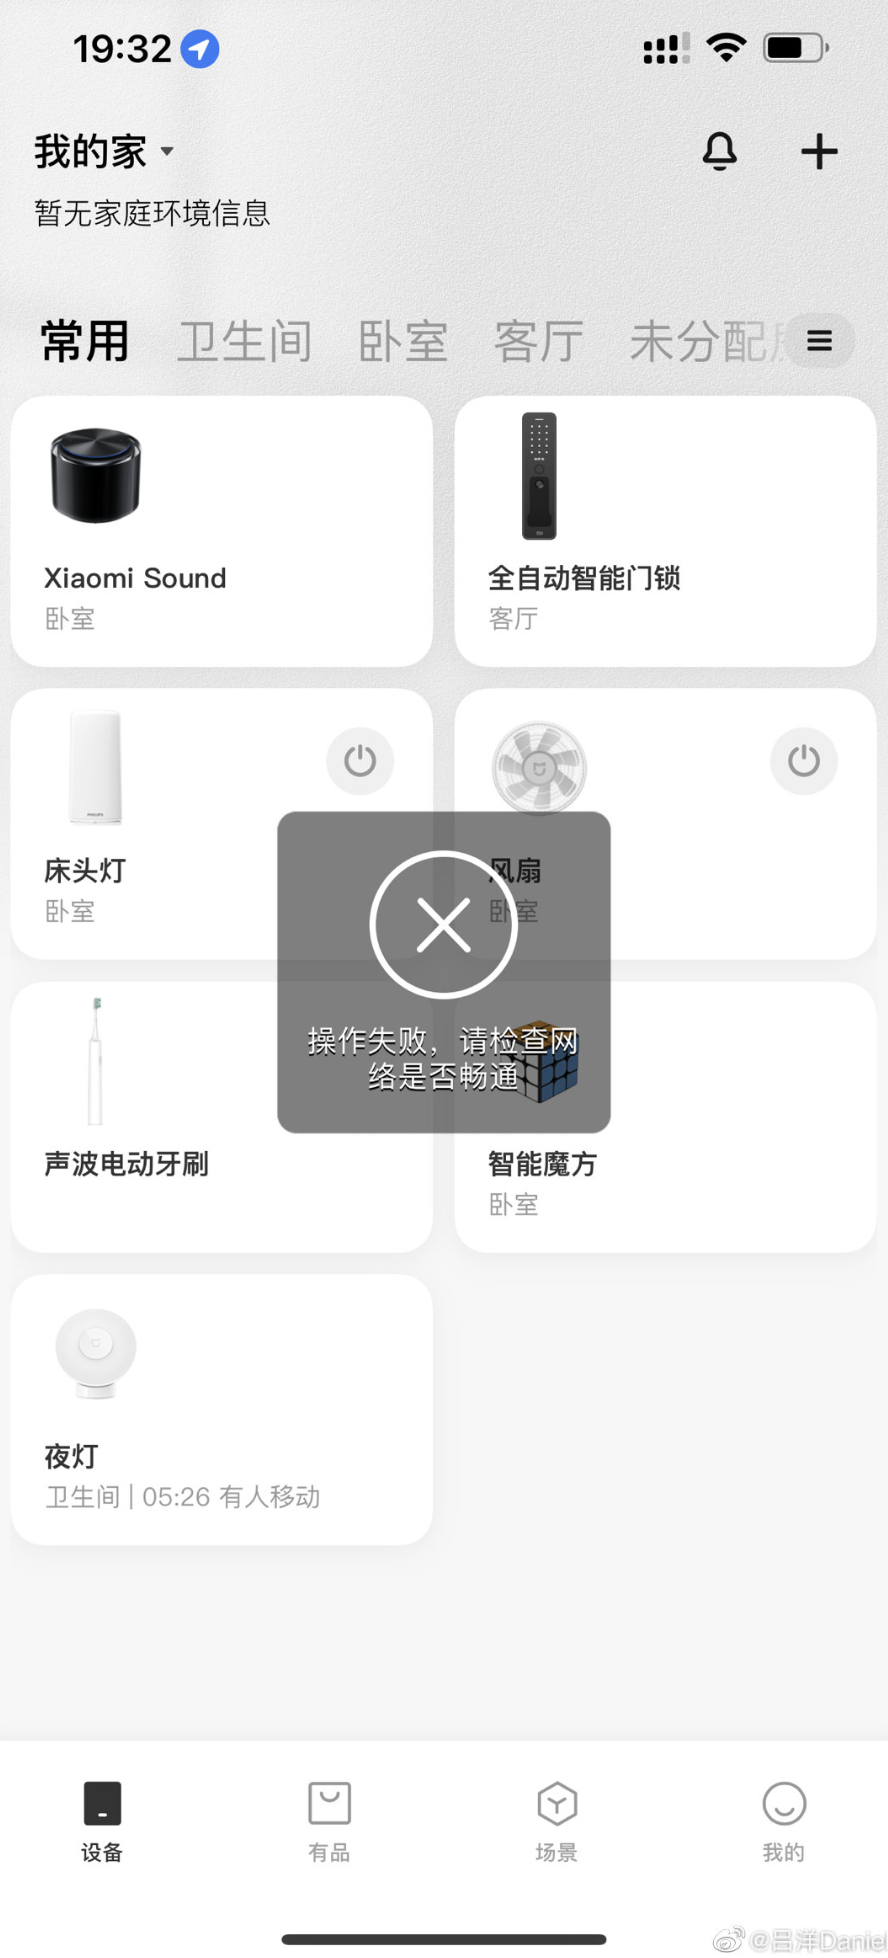 19:32
我的家
暂无家庭环境信息
常用 卫生间 卧室 客厅 未分配
Xiaomi Sound
卧室
全自动智能门锁
客厅
PHILIPS
床头灯
卧室
风扇
卧室
操作失败，请检查网
络是否畅通
声波电动牙刷
智能魔方
卧室
夜灯
卫生间 | 05:26 有人移动
设备
有品
场景
我的
@吕洋Daniel